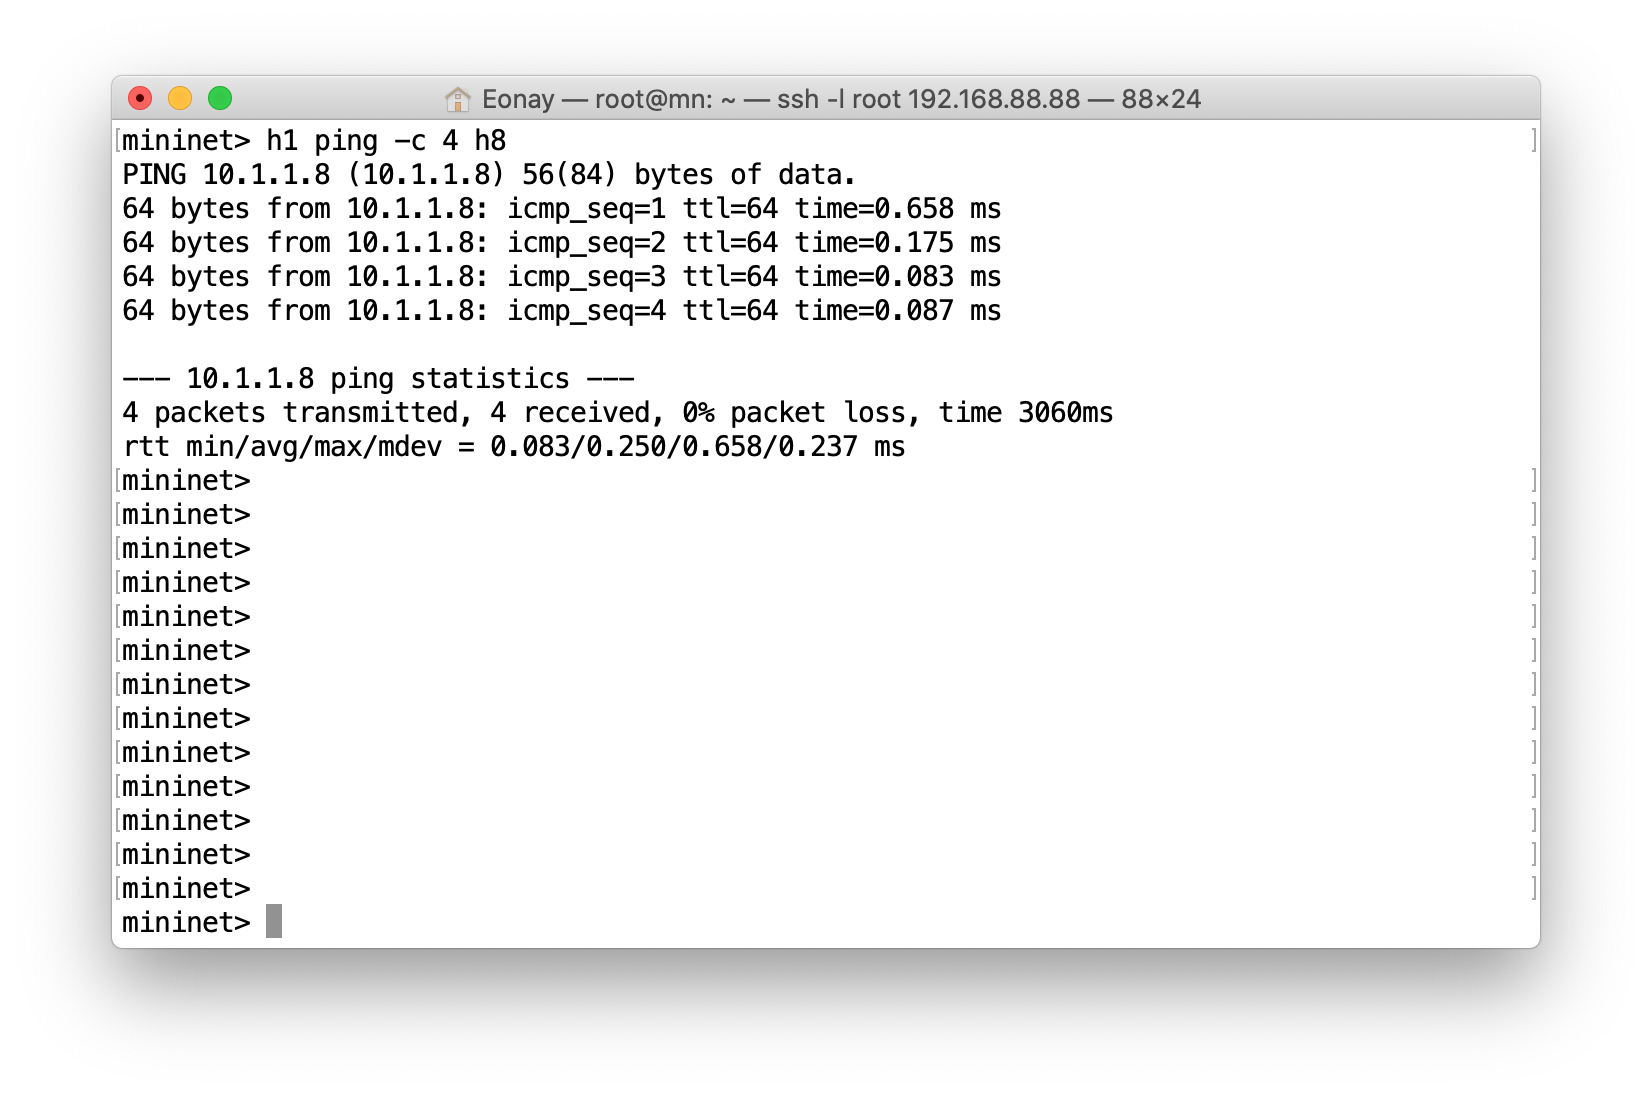 Eonay — root@mn: ~ — ssh -l root 192.168.88.88 — 88×24
[mininet> h1 ping -c 4 h8 ]
PING 10.1.1.8 (10.1.1.8) 56(84) bytes of data.
64 bytes from 10.1.1.8: icmp_seq=1 ttl=64 time=0.658 ms
64 bytes from 10.1.1.8: icmp_seq=2 ttl=64 time=0.175 ms
64 bytes from 10.1.1.8: icmp_seq=3 ttl=64 time=0.083 ms
64 bytes from 10.1.1.8: icmp_seq=4 ttl=64 time=0.087 ms
--- 10.1.1.8 ping statistics ---
4 packets transmitted, 4 received, 0% packet loss, time 3060ms
rtt min/avg/max/mdev = 0.083/0.250/0.658/0.237 ms
[mininet> ]
[mininet> ]
[mininet> ]
[mininet> ]
[mininet> ]
[mininet> ]
[mininet> ]
[mininet> ]
[mininet> ]
[mininet> ]
[mininet> ]
[mininet> ]
[mininet> ]
mininet>